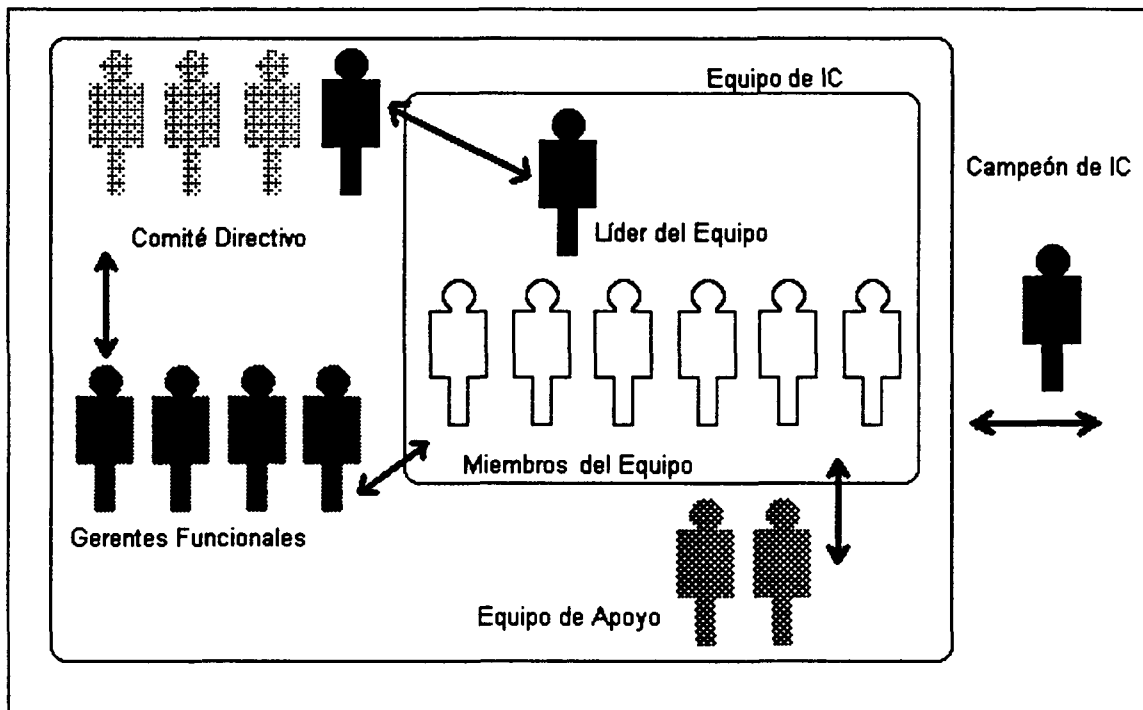 Equipo de IC
Campeón de IC
Líder del Equipo
Comité Directivo
Miembros del Equipo
Gerentes Funcionales
Equipo de Apoyo